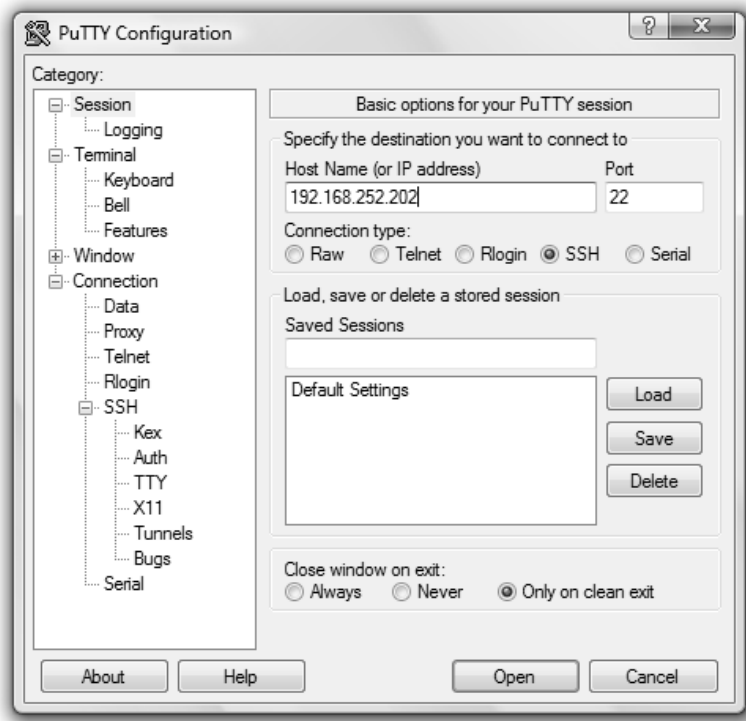 PuTTY Configuration
? X
Category:
Session
Logging
Terminal
Keyboard
Bell
Features
Window
Connection
Data
Proxy
Telnet
Rlogin
SSH
Kex
Auth
TTY
X11
Tunnels
Bugs
Serial
Basic options for your PuTTY session
Specify the destination you want to connect to
Host Name (or IP address) Port
192.168.252.202 22
Connection type:
Raw Telnet Rlogin SSH Serial
Load, save or delete a stored session
Saved Sessions
Default Settings
Load
Save
Delete
Close window on exit:
Always Never Only on clean exit
About Help Open Cancel